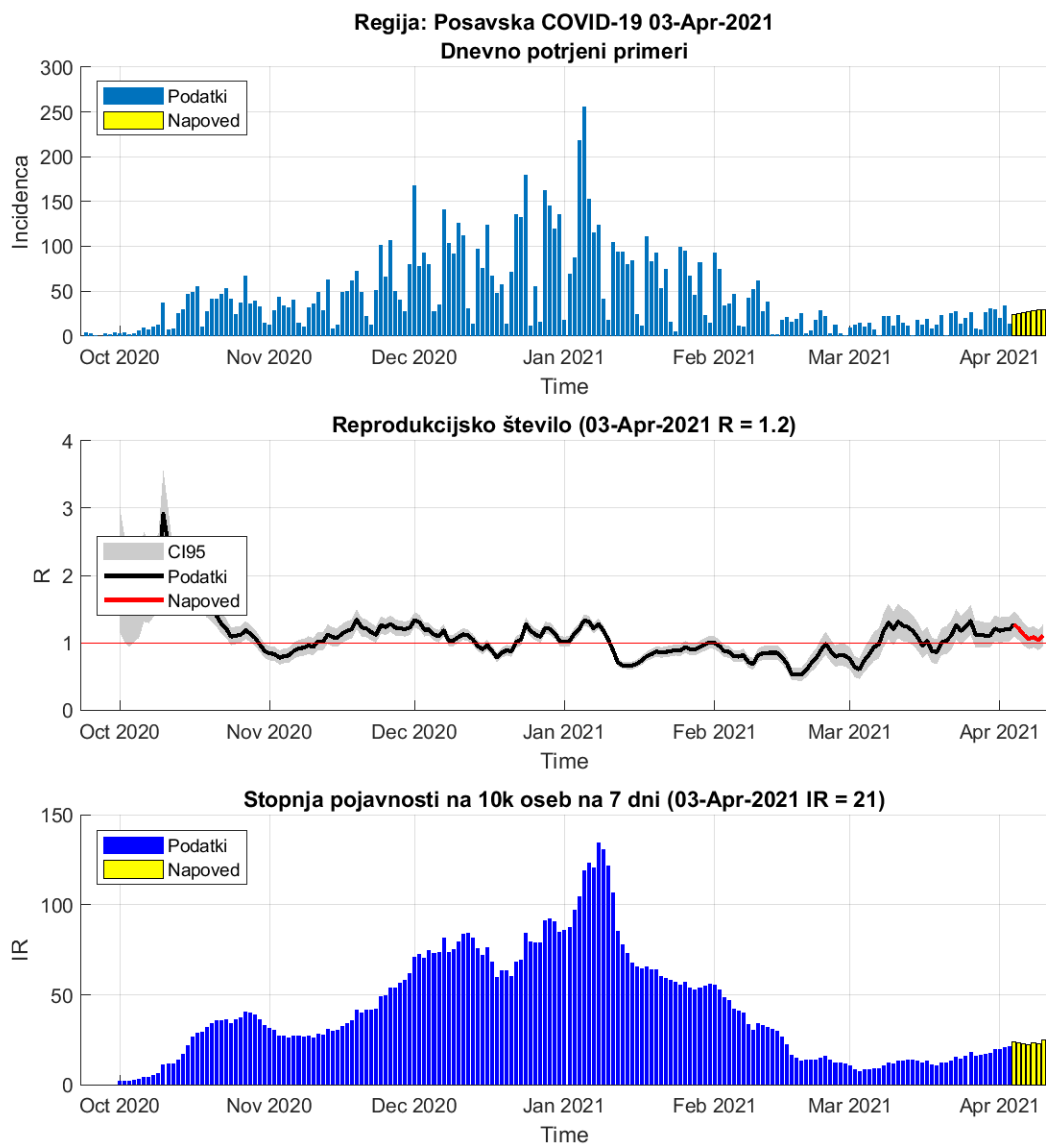 Regija: Posavska COVID-19 03-Apr-2021
Dnevno potrjeni primeri
300
250
200
150
100
50
0
Incidenca
Podatki
Napoved
Oct 2020 Nov 2020 Dec 2020 Jan 2021 Feb 2021 Mar 2021 Apr 2021
Time
Reprodukcijsko število (03-Apr-2021 R = 1.2)
4
3
2
1
0
R
CI95
Podatki
Napoved
Oct 2020 Nov 2020 Dec 2020 Jan 2021 Feb 2021 Mar 2021 Apr 2021
Time
Stopnja pojavnosti na 10k oseb na 7 dni (03-Apr-2021 IR = 21)
150
100
50
0
IR
Podatki
Napoved
Oct 2020 Nov 2020 Dec 2020 Jan 2021 Feb 2021 Mar 2021 Apr 2021
Time